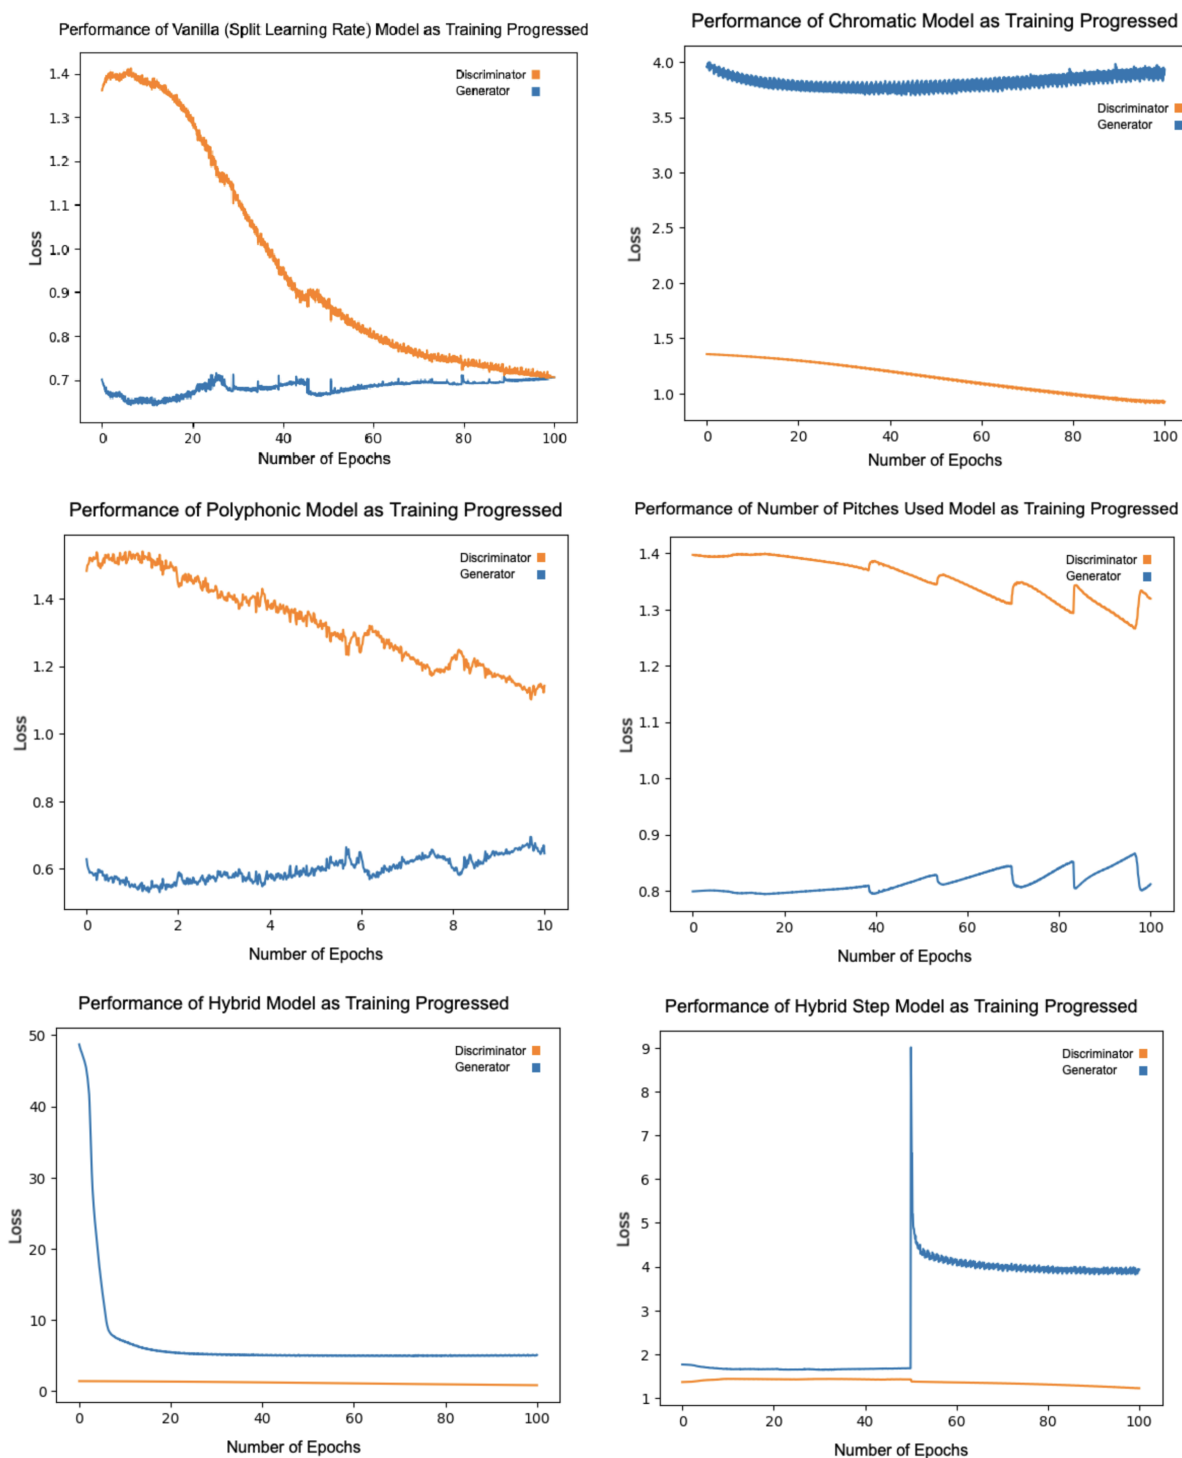 Performance of Vanilla (Split Learning Rate) Model as Training Progressed
Discriminator
Generator
1.4
1.3
1.2
1.1
1.0
0.9
0.8
0.7
Loss
0 20 40 60 80 100
Number of Epochs
Performance of Chromatic Model as Training Progressed
Discriminator
Generator
4.0
3.5
3.0
2.5
2.0
1.5
1.0
Loss
0 20 40 60 80 100
Number of Epochs
Performance of Polyphonic Model as Training Progressed
Discriminator
Generator
1.4
1.2
1.0
0.8
0.6
Loss
0 2 4 6 8 10
Number of Epochs
Performance of Number of Pitches Used Model as Training Progressed
Discriminator
Generator
1.4
1.3
1.2
1.1
1.0
0.9
0.8
Loss
0 20 40 60 80 100
Number of Epochs
Performance of Hybrid Model as Training Progressed
Discriminator
Generator
50
40
30
20
10
0
Loss
0 20 40 60 80 100
Number of Epochs
Performance of Hybrid Step Model as Training Progressed
Discriminator
Generator
9
8
7
6
5
4
3
2
1
Loss
0 20 40 60 80 100
Number of Epochs